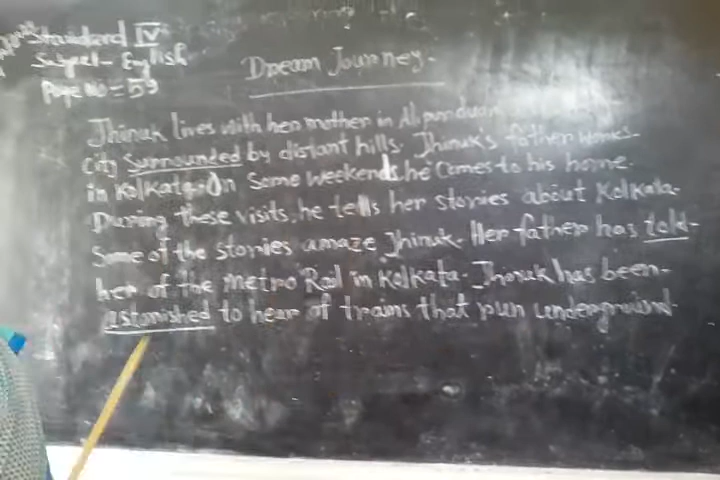 Standard IV
Subject- English
Page No = 59
Dream Journey.
Jhinuk lives with her mother in Alipurduar
city surrounded by distant hills. Jhinuk's father works-
in Kolkata. On Some weekends, he comes to his home.
During these visits, he tells her stories about Kolkata.
Some of the stories amaze Jhinuk. Her father has told-
her of the Metro Rail in Kolkata. Jhinuk has been-
astonished to hear of trains that run underground.